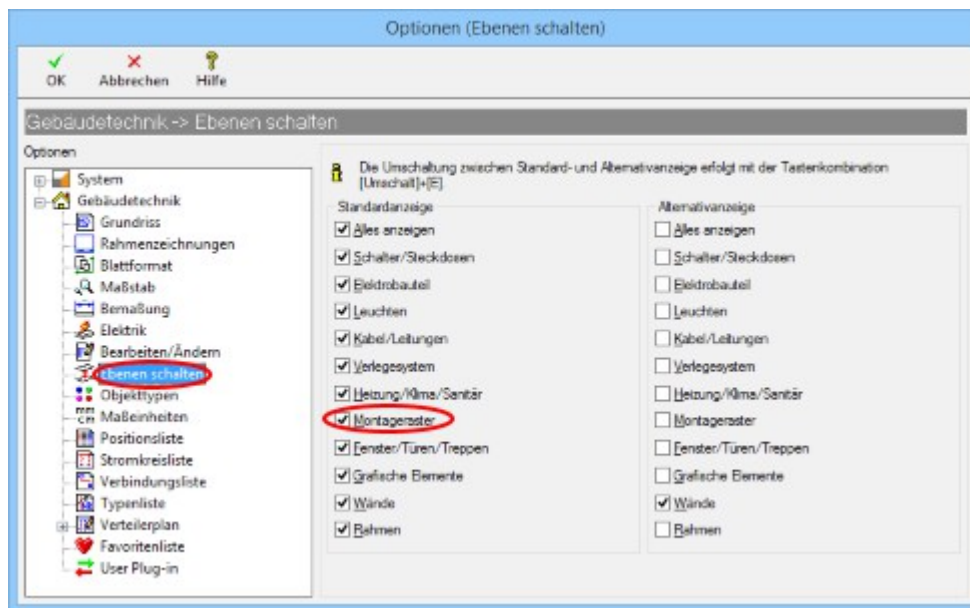 Optionen (Ebenen schalten)
OK Abbrechen Hilfe
Gebäudetechnik -> Ebenen schalten
Optionen
System
Gebäudetechnik
Grundriss
Rahmenzeichnungen
Blattformat
Maßstab
Bemaßung
Elektrik
Bearbeiten/Ändern
Ebenen schalten
Objekttypen
Maßeinheiten
Positionsliste
Stromkreisliste
Verbindungsliste
Typenliste
Verteilerplan
Favoritenliste
User Plug-in
Die Umschaltung zwischen Standard- und Alternativanzeige erfolgt mit der Tastenkombination
[Umschalt]+[E].
Standardanzeige
Alles anzeigen
Schalter/Steckdosen
Elektrobauteil
Leuchten
Kabel/Leitungen
Verlegesystem
Heizung/Klima/Sanitär
Montageraster
Fenster/Türen/Treppen
Grafische Elemente
Wände
Rahmen
Alternativanzeige
Alles anzeigen
Schalter/Steckdosen
Elektrobauteil
Leuchten
Kabel/Leitungen
Verlegesystem
Heizung/Klima/Sanitär
Montageraster
Fenster/Türen/Treppen
Grafische Elemente
Wände
Rahmen